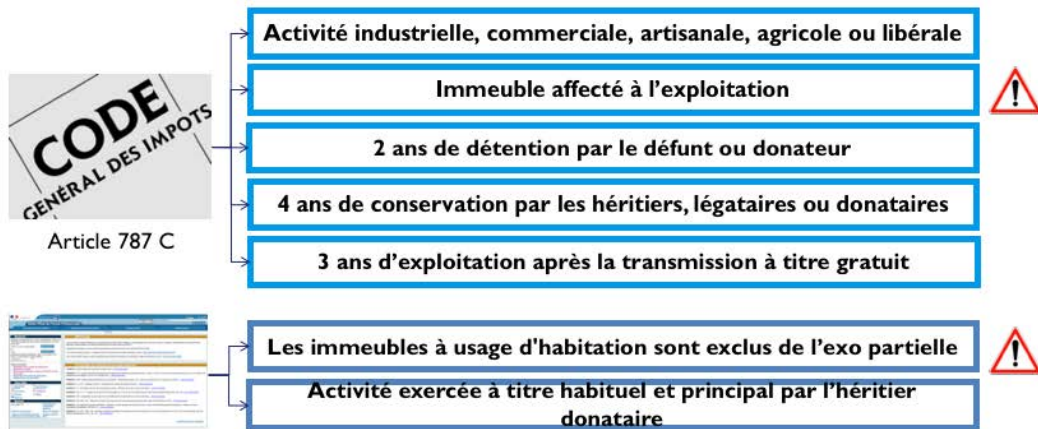 Activité industrielle, commerciale, artisanale, agricole ou libérale
Immeuble affecté à l'exploitation
CODE
GÉNÉRAL DES IMPOTS
2 ans de détention par le défunt ou donateur
4 ans de conservation par les héritiers, légataires ou donataires
Article 787 C
3 ans d'exploitation après la transmission à titre gratuit
Les immeubles à usage d'habitation sont exclus de l'exo partielle
Activité exercée à titre habituel et principal par l'héritier
donataire